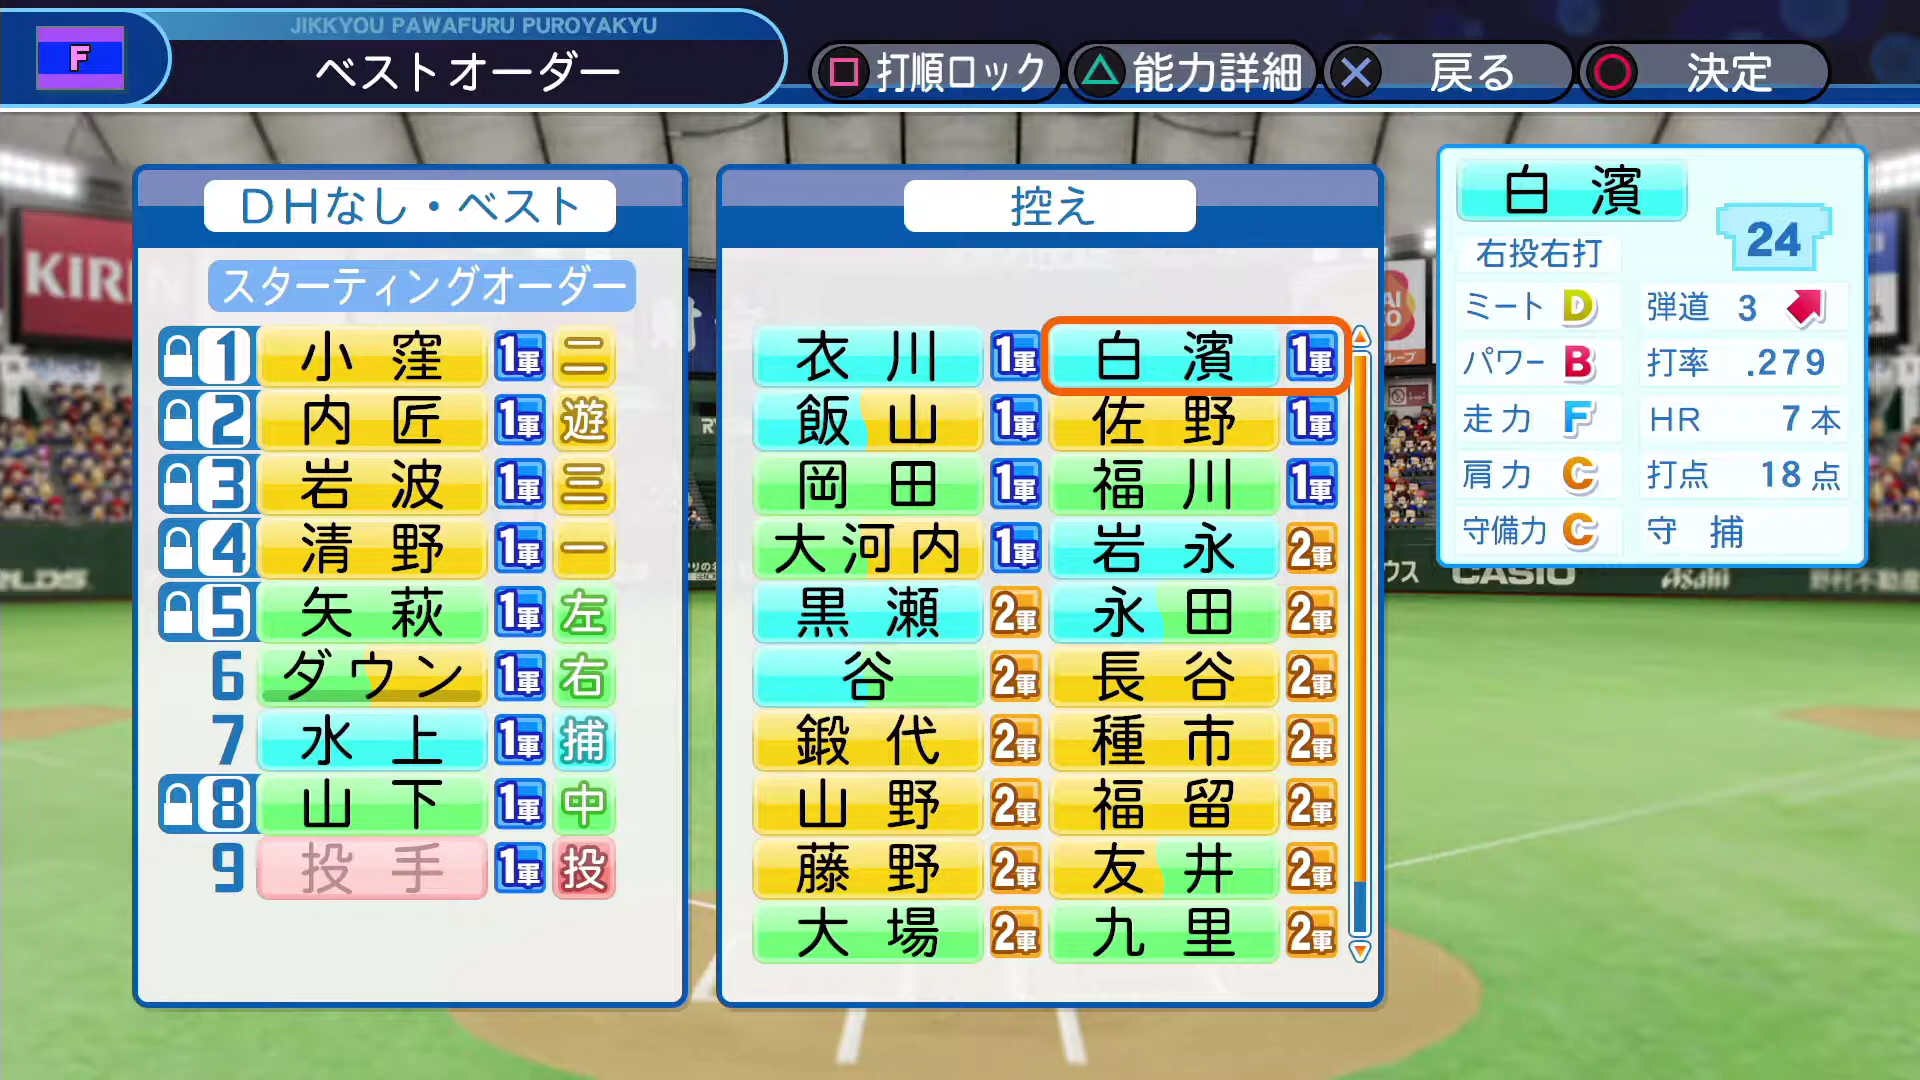 F
JIKKYOU PAWAFURU PUROYAKYU
ベストオーダー
打順ロック 能力詳細 戻る 決定
DHなし・ベスト
スターティングオーダー
1 小窪 1軍 二
2 内匠 1軍 遊
3 岩波 1軍 三
4 清野 1軍 一
5 矢萩 1軍 左
6 ダウン 1軍 右
7 水上 1軍 捕
8 山下 1軍 中
9 投手 1軍 投
控え
衣川 1軍 白濱 1軍
飯山 1軍 佐野 1軍
岡田 1軍 福川 1軍
大河内 1軍 岩永 2軍
黒瀬 2軍 永田 2軍
谷 2軍 長谷 2軍
鍛代 2軍 種市 2軍
山野 2軍 福留 2軍
藤野 2軍 友井 2軍
大場 2軍 九里 2軍
白濱
24
右投右打
ミート D 弾道 3
パワー B 打率 .279
走力 F HR 7本
肩力 C 打点 18点
守備力 C 守 捕
KIRI
CASIO
Asahi